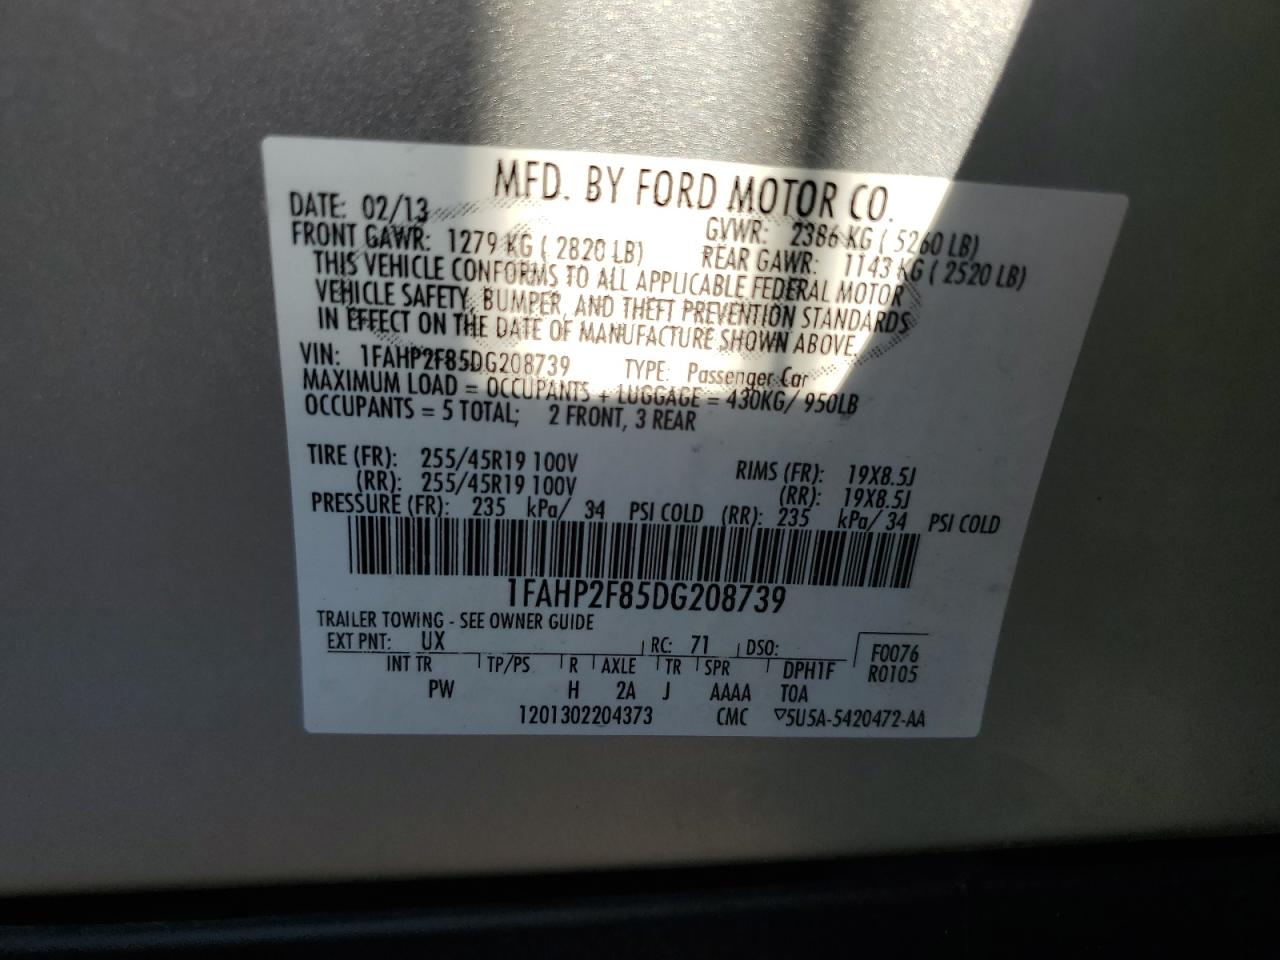 MFD. BY FORD MOTOR CO.
DATE: 02/13 GVWR: 2386 KG ( 5260 LB)
FRONT GAWR: 1279 KG ( 2820 LB) REAR GAWR: 1143 KG ( 2520 LB)
THIS VEHICLE CONFORMS TO ALL APPLICABLE FEDERAL MOTOR
VEHICLE SAFETY, BUMPER, AND THEFT PREVENTION STANDARDS
IN EFFECT ON THE DATE OF MANUFACTURE SHOWN ABOVE.
VIN: 1FAHP2F85DG208739 TYPE: Passenger Car
MAXIMUM LOAD = OCCUPANTS + LUGGAGE = 430KG/ 950LB
OCCUPANTS = 5 TOTAL; 2 FRONT, 3 REAR
TIRE (FR): 255/45R19 100V RIMS (FR): 19X8.5J
(RR): 255/45R19 100V (RR): 19X8.5J
PRESSURE (FR): 235 kPa/ 34 PSI COLD (RR): 235 kPa/ 34 PSI COLD
1FAHP2F85DG208739
TRAILER TOWING - SEE OWNER GUIDE
EXT PNT: UX RC: 71 DSO: F0076
INT TR TP/PS R AXLE TR SPR DPH1F R0105
PW H 2A J AAAA TOA
1201302204373 CMC ▽5U5A-5420472-AA